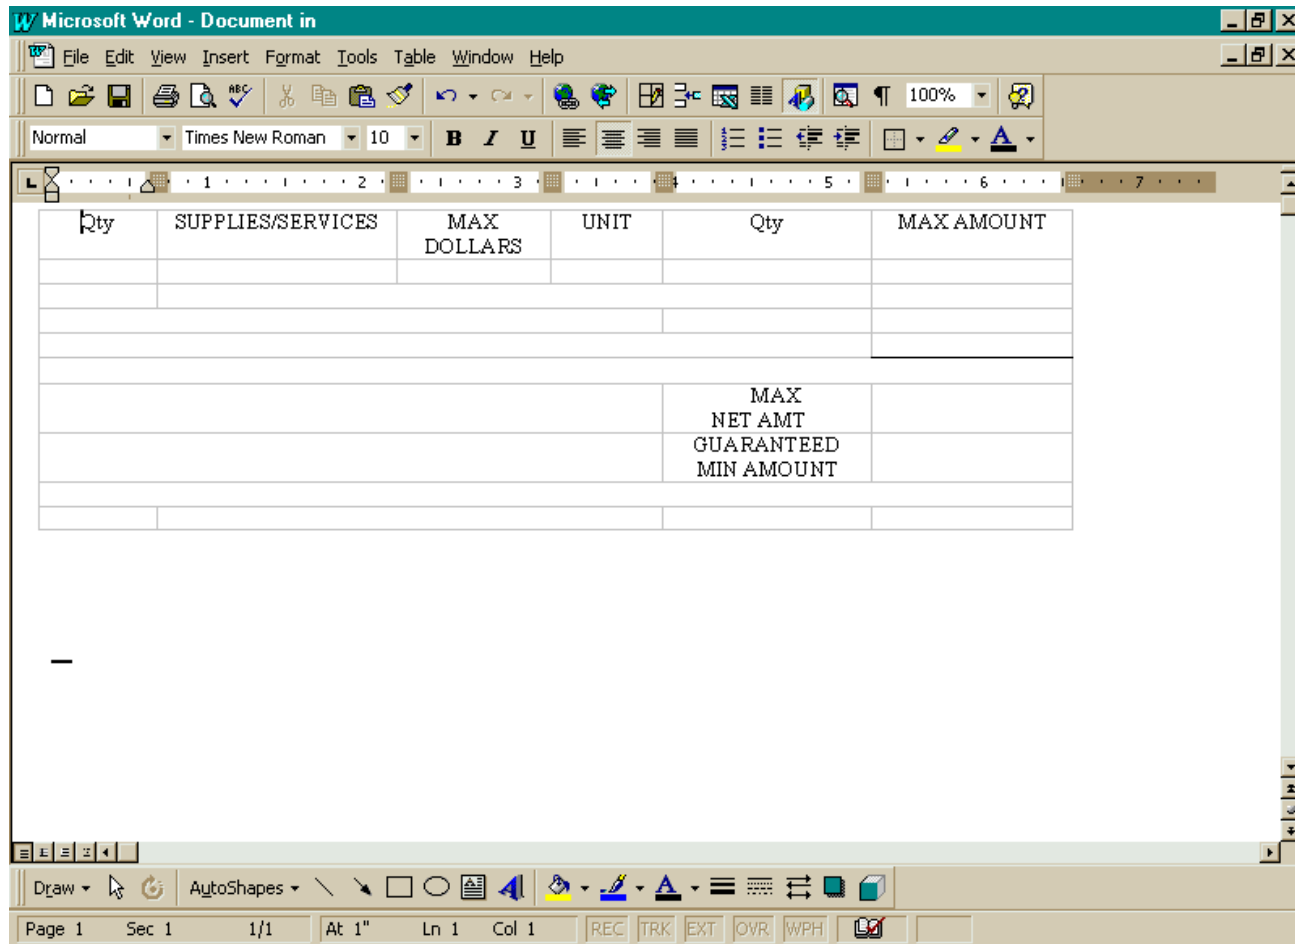 Microsoft Word - Document in
File Edit View Insert Format Tools Table Window Help
ABC 100%
Normal Times New Roman 10 B I U A
1 2 3 4 5 6 7
Qty SUPPLIES/SERVICES MAX DOLLARS UNIT Qty MAX AMOUNT
MAX
NET AMT
GUARANTEED
MIN AMOUNT
Draw AutoShapes A A
Page 1 Sec 1 1/1 At 1" Ln 1 Col 1 REC TRK EXT OVR WPH